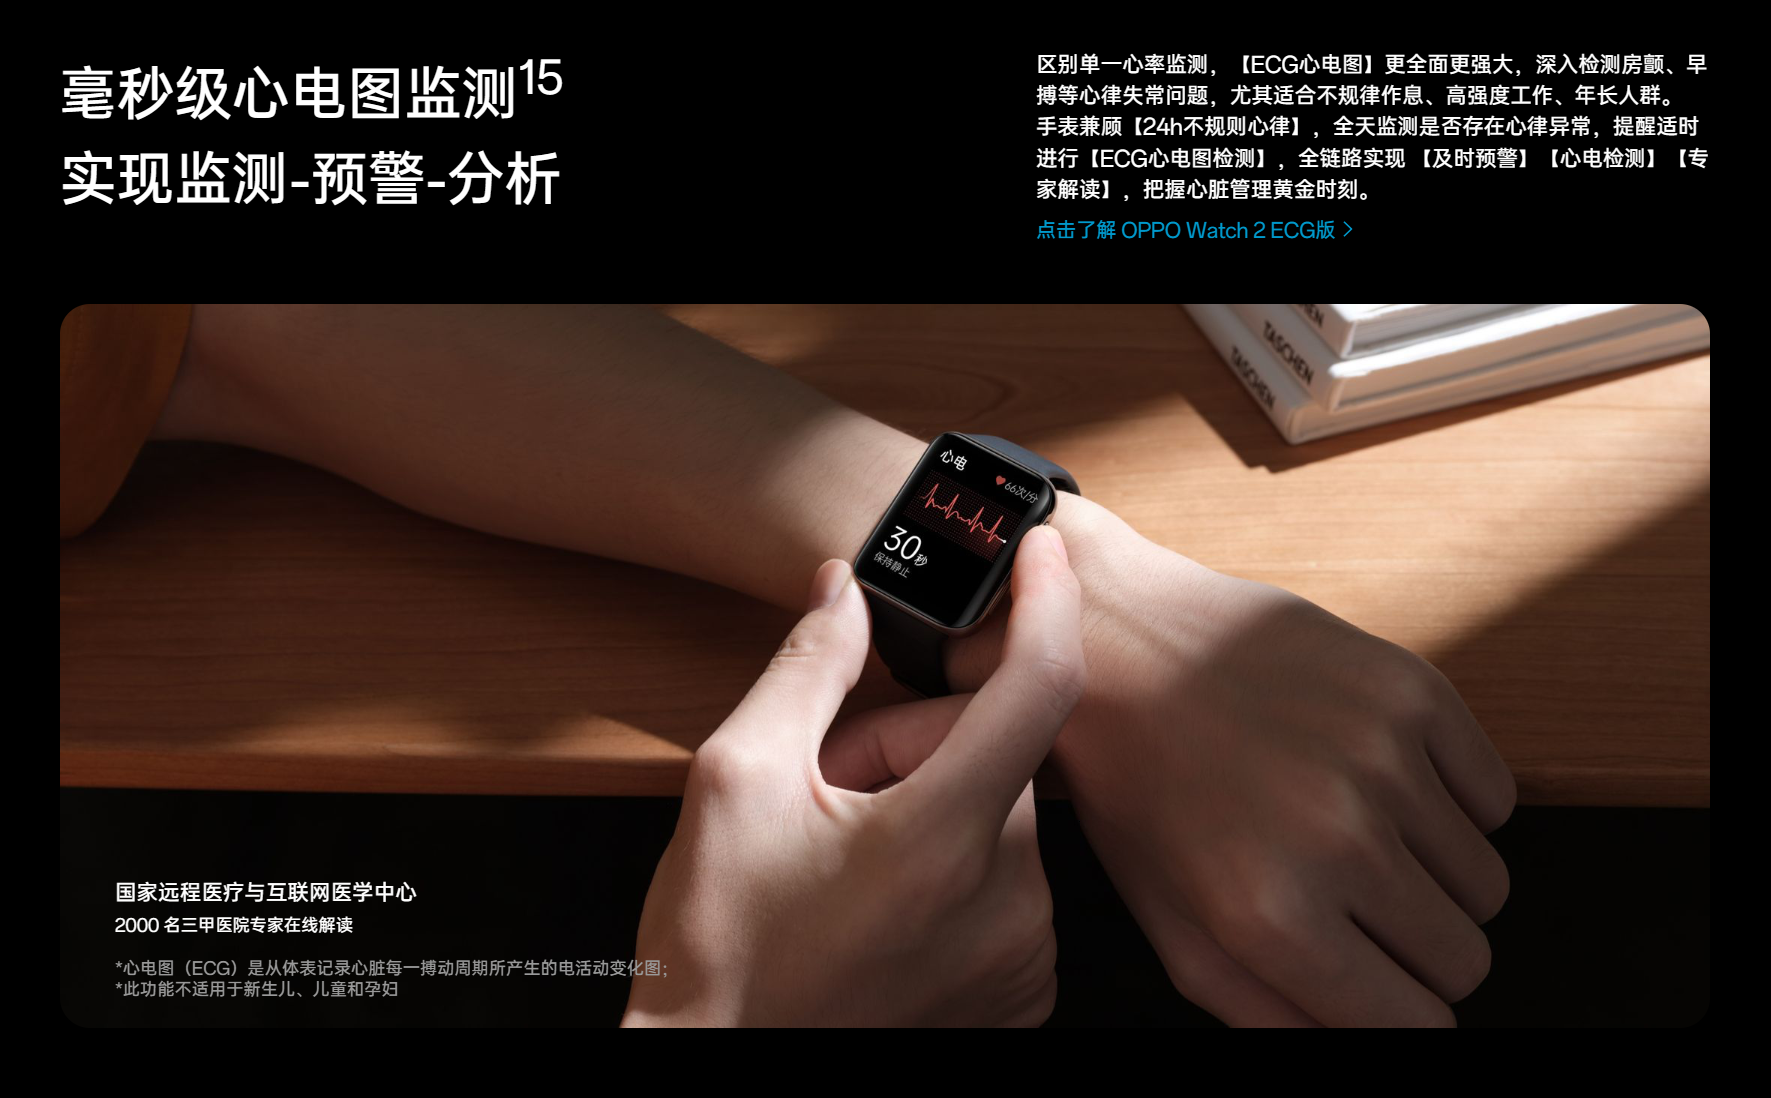 毫秒级心电图监测15
实现监测-预警-分析
区别单一心率监测，【ECG心电图】更全面更强大，深入检测房颤、早
搏等心律失常问题，尤其适合不规律作息、高强度工作、年长人群。
手表兼顾【24h不规则心律】，全天监测是否存在心律异常，提醒适时
进行【ECG心电图检测】，全链路实现 【及时预警】【心电检测】【专
家解读】，把握心脏管理黄金时刻。
点击了解 OPPO Watch 2 ECG版 >
TASCHEN
TASCHEN
心电
66次/分
30秒
保持静止
国家远程医疗与互联网医学中心
2000 名三甲医院专家在线解读
*心电图（ECG）是从体表记录心脏每一搏动周期所产生的电活动变化图；
*此功能不适用于新生儿、儿童和孕妇